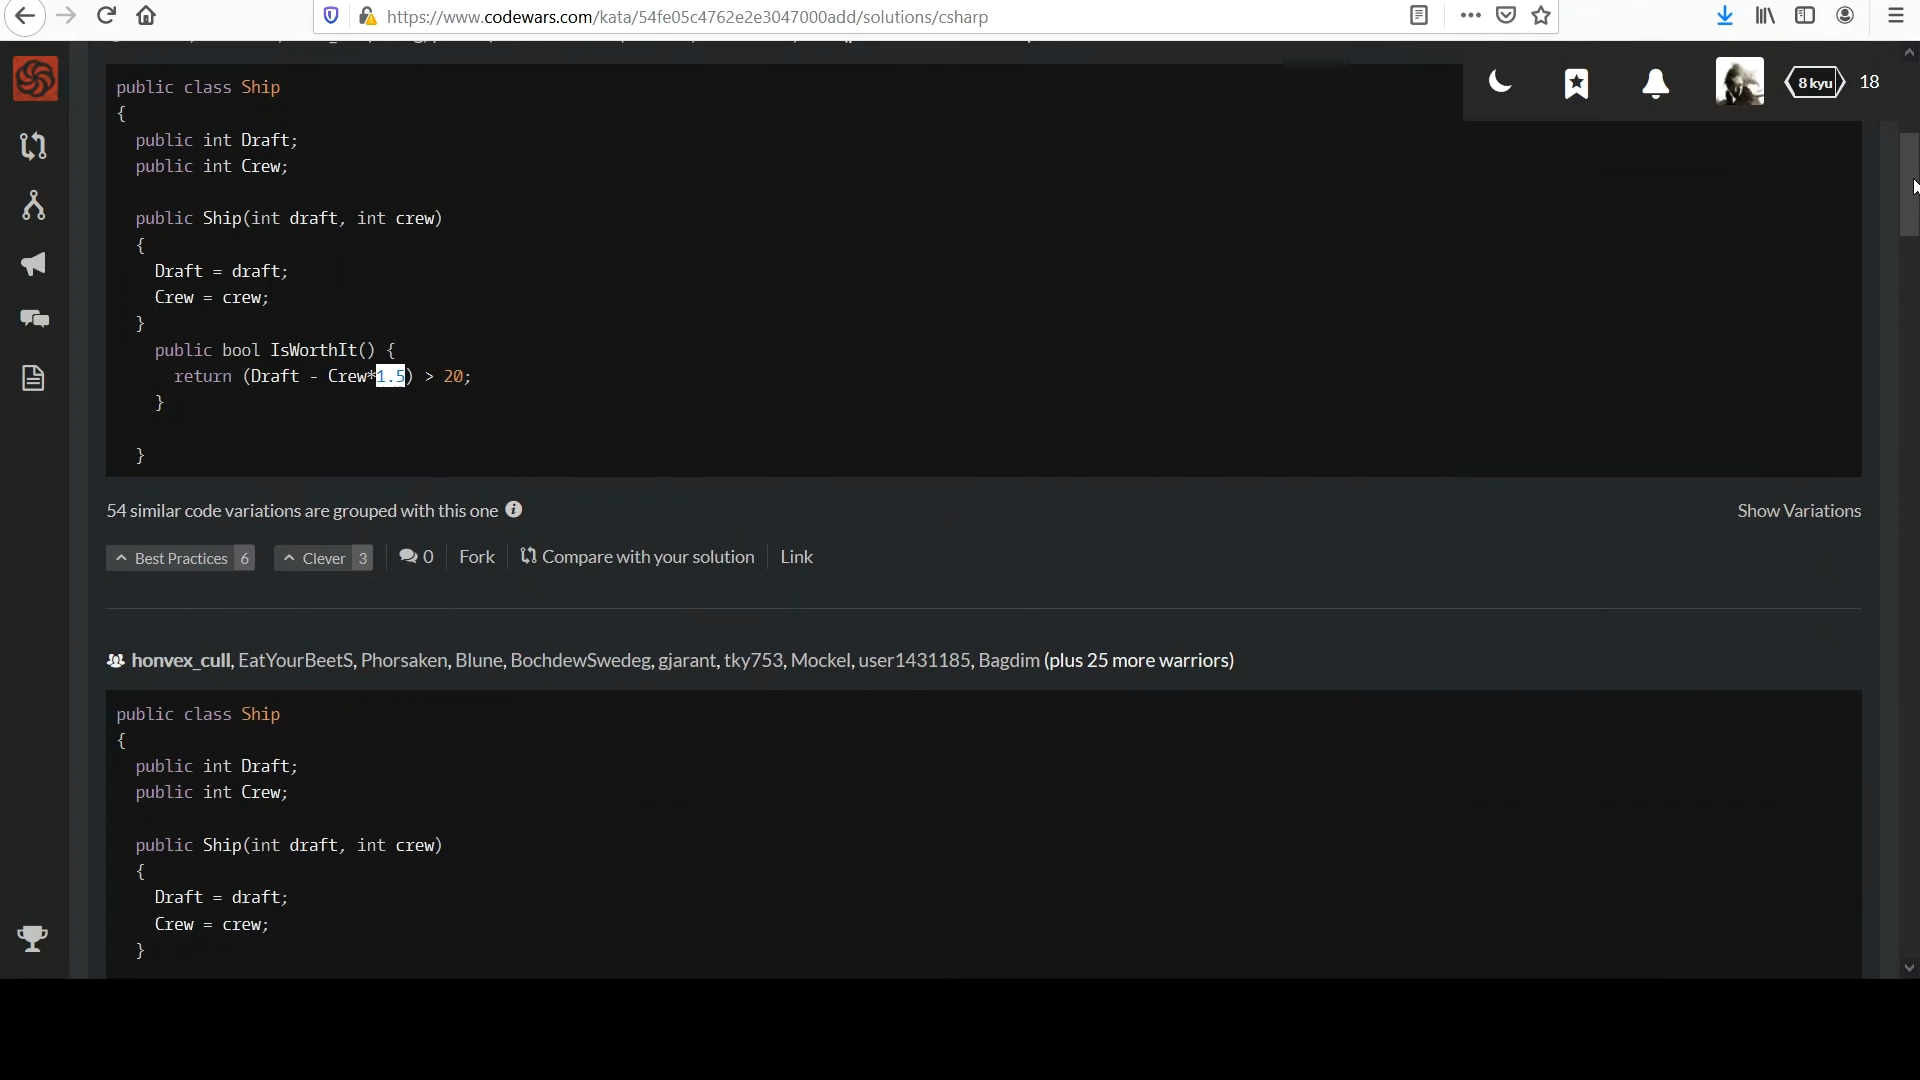 https://www.codewars.com/kata/54fe05c4762e2e3047000add/solutions/csharp
8 kyu 18
public class Ship
{
public int Draft;
public int Crew;
public Ship(int draft, int crew)
{
Draft = draft;
Crew = crew;
}
public bool IsWorthIt() {
return (Draft - Crew*1.5) > 20;
}
}
54 similar code variations are grouped with this one
Show Variations
Best Practices 6 Clever 3 0 Fork Compare with your solution Link
honvex_cull, EatYourBeetS, Phorsaken, Blune, BochdewSwedeg, gjarant, tky753, Mockel, user1431185, Bagdim (plus 25 more warriors)
public class Ship
{
public int Draft;
public int Crew;
public Ship(int draft, int crew)
{
Draft = draft;
Crew = crew;
}